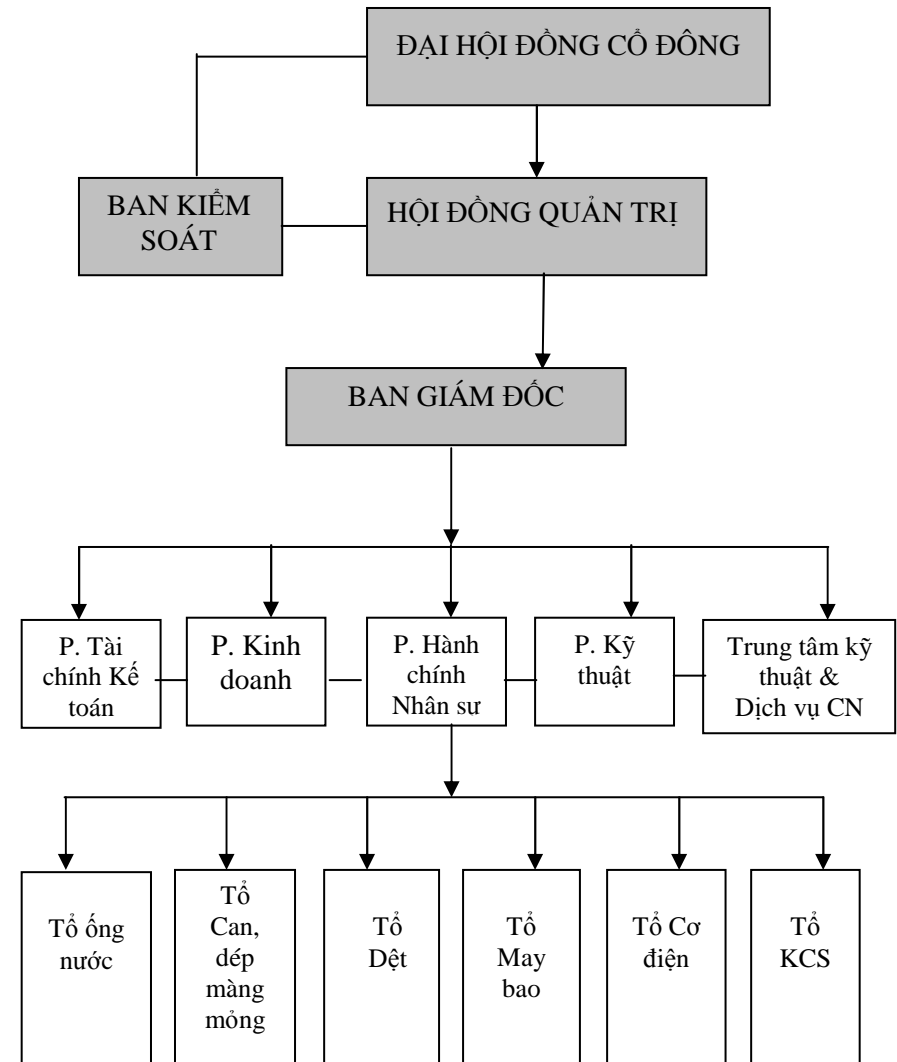 ĐẠI HỘI ĐỒNG CỔ ĐÔNG
BAN KIỂM
SOÁT
HỘI ĐỒNG QUẢN TRỊ
BAN GIÁM ĐỐC
P. Tài
chính Kế
toán
P. Kinh
doanh
P. Hành
chính
Nhân sư
P. Kỹ
thuật
Trung tâm kỹ
thuật &
Dịch vụ CN
Tổ ống
nước
Tổ
Can,
dép
màng
mỏng
Tổ
Dệt
Tổ
May
bao
Tổ Cơ
điện
Tổ
KCS